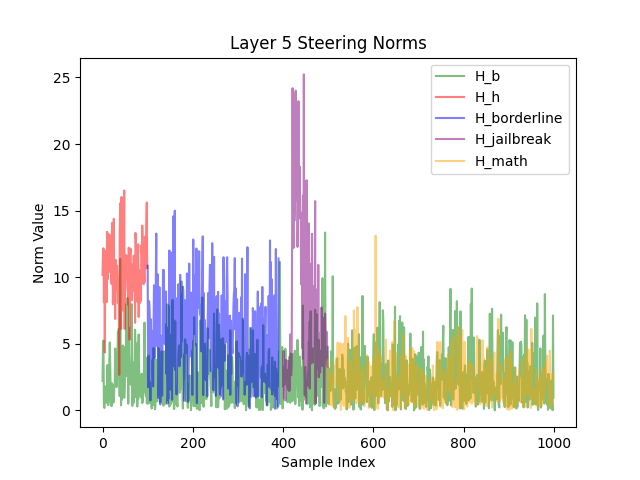 Layer 5 Steering Norms
Norm Value
25
20
15
10
5
0
H_b
H_h
H_borderline
H_jailbreak
H_math
0
200
400
600
800
1000
Sample Index